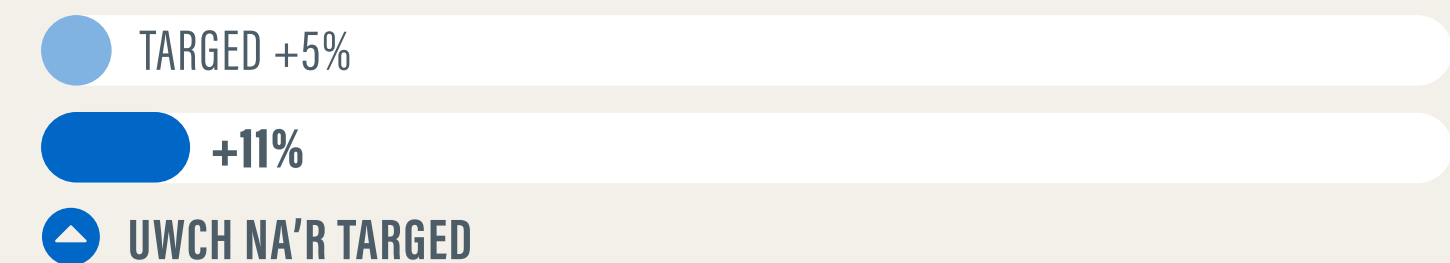 TARGED +5%
+11%
UWCH NA’R TARGED